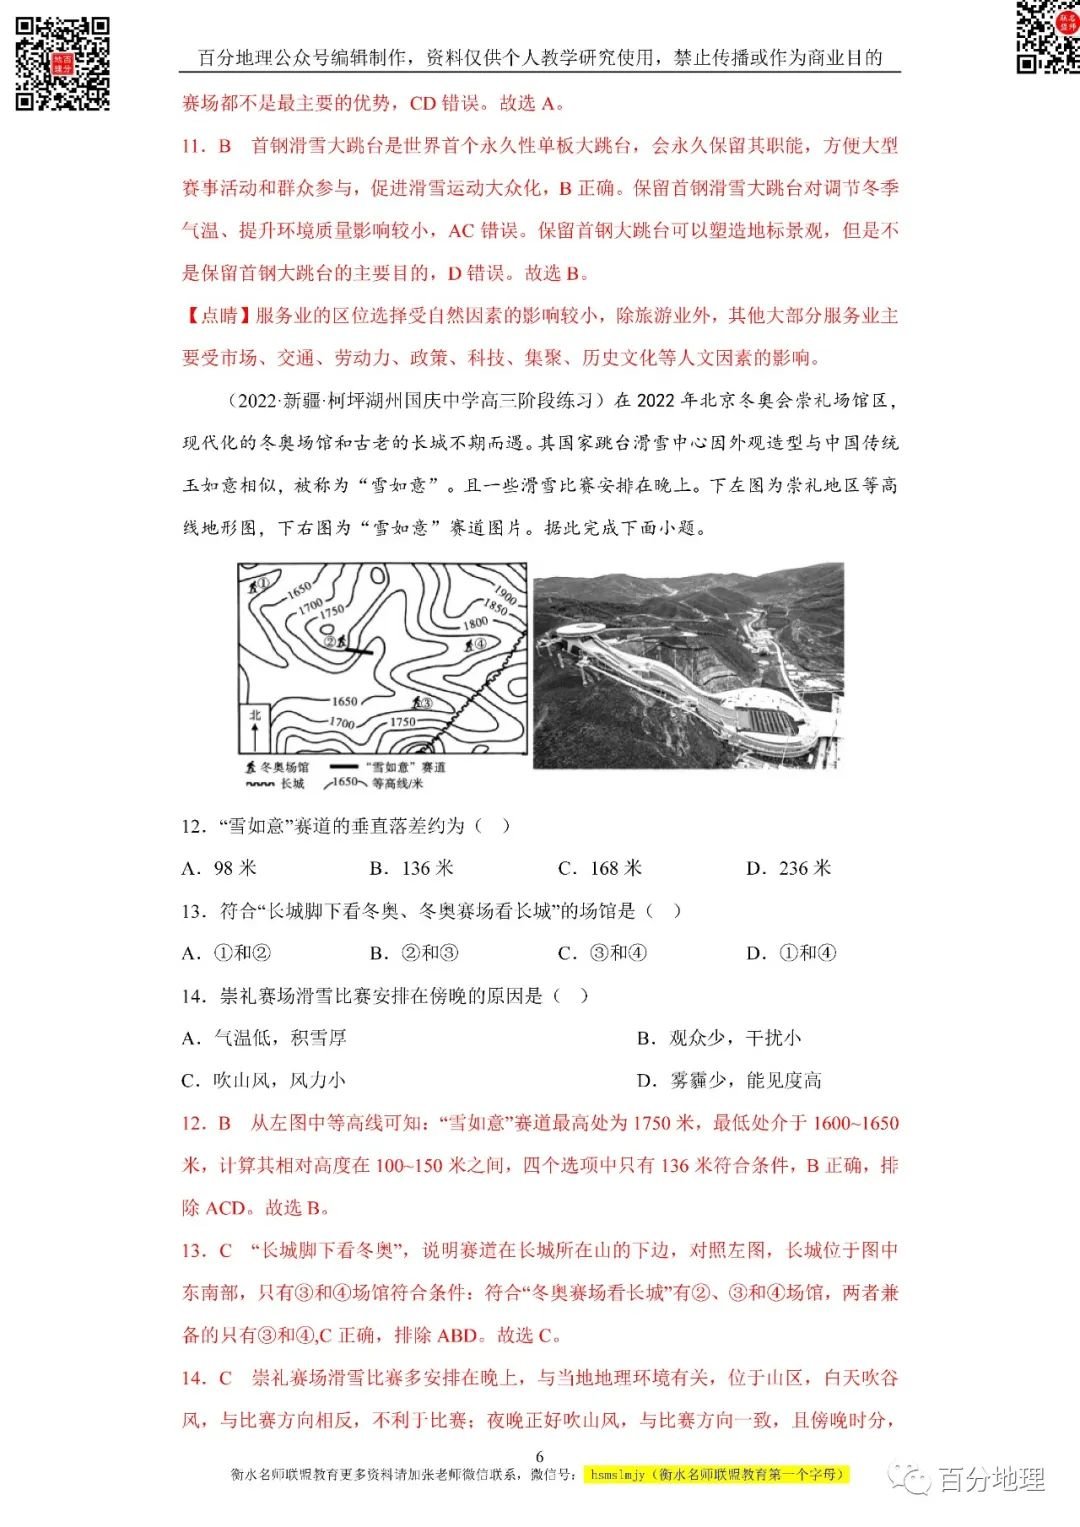 百分地理公众号编辑制作，资料仅供个人教学研究使用，禁止传播或作为商业目的
赛场都不是最主要的优势，CD 错误。故选 A。
11．B 首钢滑雪大跳台是世界首个永久性单板大跳台，会永久保留其职能，方便大型
赛事活动和群众参与，促进滑雪运动大众化，B 正确。保留首钢滑雪大跳台对调节冬季
气温、提升环境质量影响较小，AC 错误。保留首钢大跳台可以塑造地标景观，但是不
是保留首钢大跳台的主要目的，D 错误。故选 B。
【点睛】服务业的区位选择受自然因素的影响较小，除旅游业外，其他大部分服务业主
要受市场、交通、劳动力、政策、科技、集聚、历史文化等人文因素的影响。
（2022·新疆·柯坪湖州国庆中学高三阶段练习）在 2022 年北京冬奥会崇礼场馆区，
现代化的冬奥场馆和古老的长城不期而遇。其国家跳台滑雪中心因外观造型与中国传统
玉如意相似，被称为“雪如意”。且一些滑雪比赛安排在晚上。下左图为崇礼地区等高
线地形图，下右图为“雪如意”赛道图片。据此完成下面小题。
① 1650 1700 1750 ② 1900 1850 1800 ④
1650 1700 1750 ③ 北
冬奥场馆 “雪如意”赛道
长城 1650 等高线/米
12．“雪如意”赛道的垂直落差约为（ ）
A．98 米 B．136 米 C．168 米 D．236 米
13．符合“长城脚下看冬奥、冬奥赛场看长城”的场馆是（ ）
A．①和② B．②和③ C．③和④ D．①和④
14．崇礼赛场滑雪比赛安排在傍晚的原因是（ ）
A．气温低，积雪厚 B．观众少，干扰小
C．吹山风，风力小 D．雾霾少，能见度高
12．B 从左图中等高线可知：“雪如意”赛道最高处为 1750 米，最低处介于 1600~1650
米，计算其相对高度在 100~150 米之间，四个选项中只有 136 米符合条件，B 正确，排
除 ACD。故选 B。
13．C “长城脚下看冬奥”，说明赛道在长城所在山的下边，对照左图，长城位于图中
东南部，只有③和④场馆符合条件：符合“冬奥赛场看长城”有②、③和④场馆，两者兼
备的只有③和④,C 正确，排除 ABD。故选 C。
14．C 崇礼赛场滑雪比赛多安排在晚上，与当地地理环境有关，位于山区，白天吹谷
风，与比赛方向相反，不利于比赛；夜晚正好吹山风，与比赛方向一致，且傍晚时分，
6
衡水名师联盟教育更多资料请加张老师微信联系，微信号： hsmslmjy（衡水名师联盟教育第一个字母）
百分地理